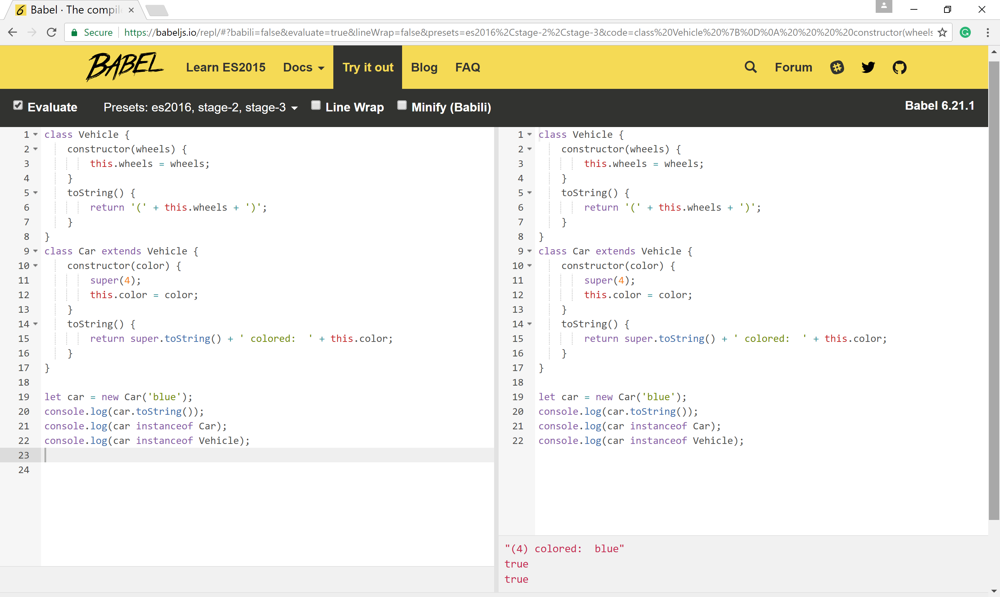 Babel · The compil
Secure https://babeljs.io/repl/#?babili=false&evaluate=true&lineWrap=false&presets=es2016%2Cstage-2%2Cstage-3&code=class%20Vehicle%20%7B%0D%0A%20%20%20%20constructor(wheels
BABEL Learn ES2015 Docs Try it out Blog FAQ Forum
Evaluate Presets: es2016, stage-2, stage-3 Line Wrap Minify (Babili) Babel 6.21.1
1 class Vehicle {
2 constructor(wheels) {
3 this.wheels = wheels;
4 }
5 toString() {
6 return '(' + this.wheels + ')';
7 }
8 }
9 class Car extends Vehicle {
10 constructor(color) {
11 super(4);
12 this.color = color;
13 }
14 toString() {
15 return super.toString() + ' colored:  ' + this.color;
16 }
17 }
18
19 let car = new Car('blue');
20 console.log(car.toString());
21 console.log(car instanceof Car);
22 console.log(car instanceof Vehicle);
23
24
1 class Vehicle {
2 constructor(wheels) {
3 this.wheels = wheels;
4 }
5 toString() {
6 return '(' + this.wheels + ')';
7 }
8 }
9 class Car extends Vehicle {
10 constructor(color) {
11 super(4);
12 this.color = color;
13 }
14 toString() {
15 return super.toString() + ' colored:  ' + this.color;
16 }
17 }
18
19 let car = new Car('blue');
20 console.log(car.toString());
21 console.log(car instanceof Car);
22 console.log(car instanceof Vehicle);
"(4) colored:  blue"
true
true